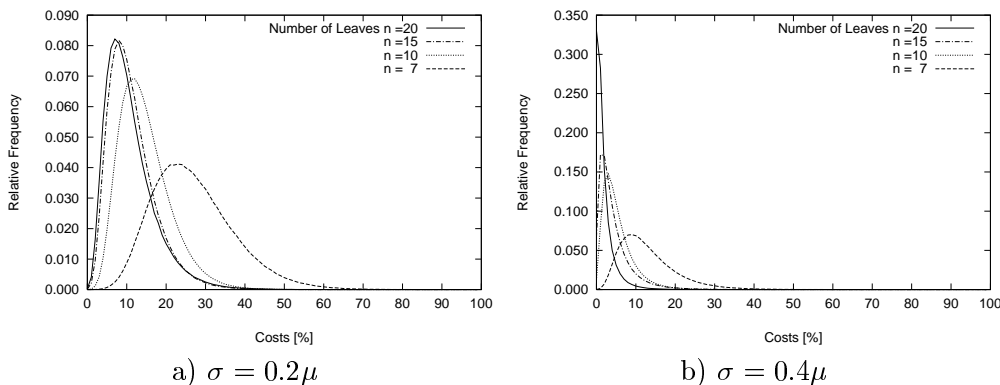 0.090
0.080
0.070
0.060
0.050
0.040
0.030
0.020
0.010
0.000
Relative Frequency
Number of Leaves n =20
n =15
n =10
n = 7
0 10 20 30 40 50 60 70 80 90 100
Costs [%]
a) σ = 0.2μ
0.350
0.300
0.250
0.200
0.150
0.100
0.050
0.000
Relative Frequency
Number of Leaves n =20
n =15
n =10
n = 7
0 10 20 30 40 50 60 70 80 90 100
Costs [%]
b) σ = 0.4μ